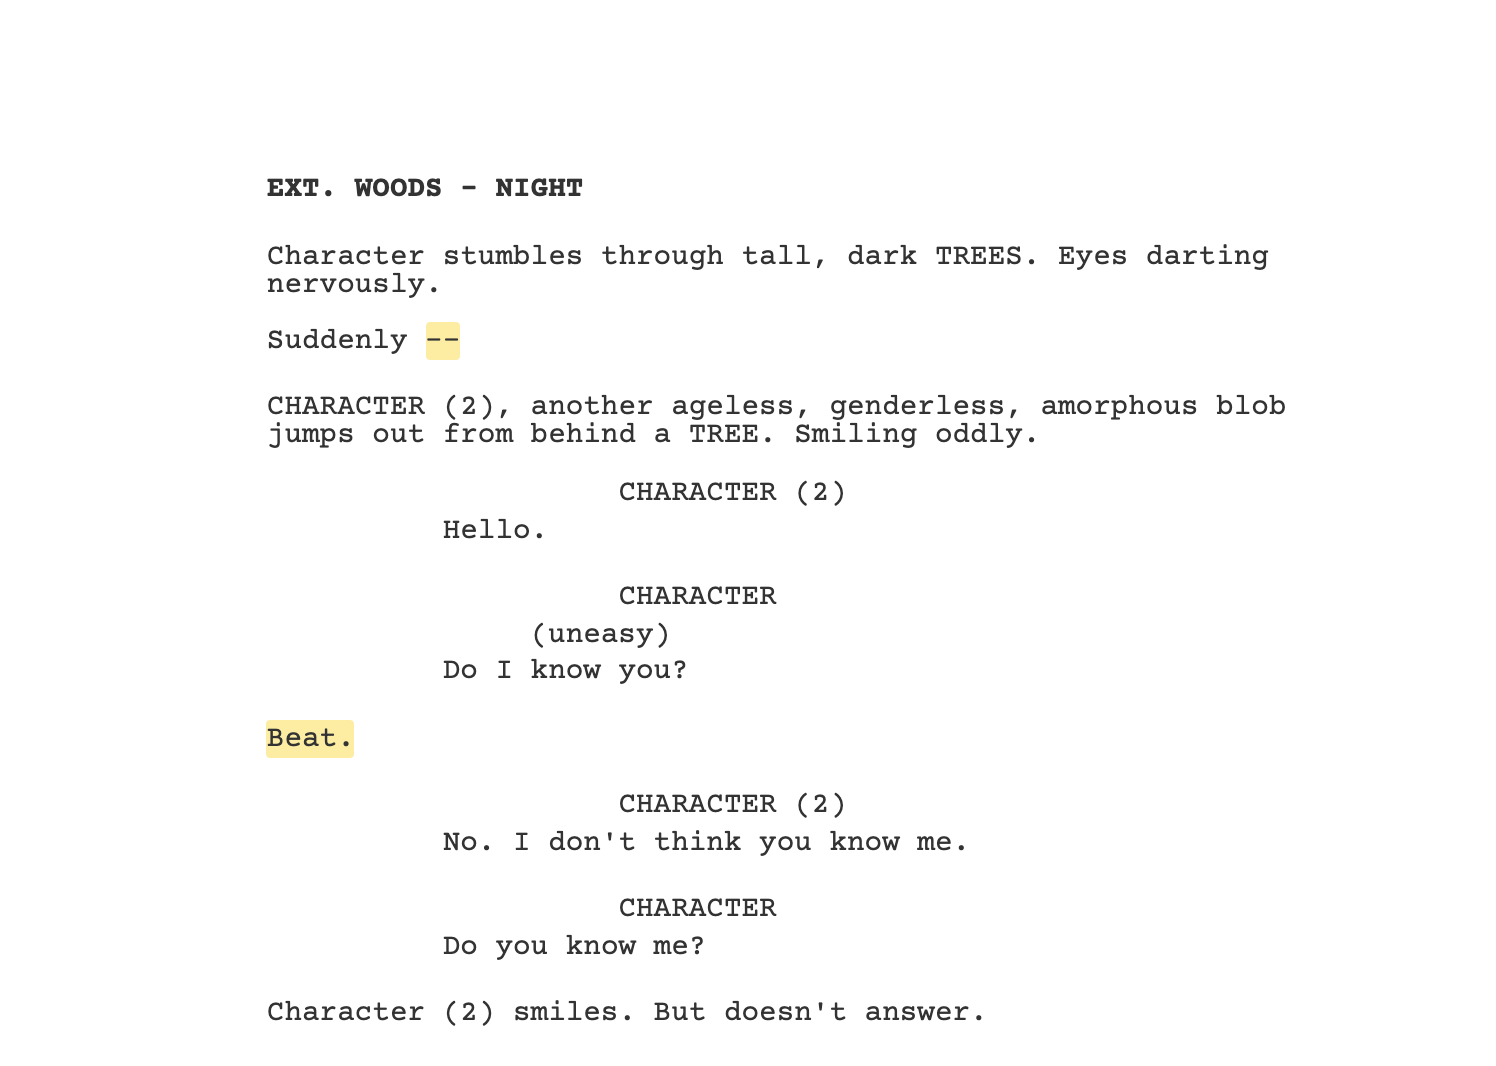 EXT. WOODS - NIGHT
Character stumbles through tall, dark TREES. Eyes darting
nervously.
Suddenly --
CHARACTER (2), another ageless, genderless, amorphous blob
jumps out from behind a TREE. Smiling oddly.
CHARACTER (2)
Hello.
CHARACTER
(uneasy)
Do I know you?
Beat.
CHARACTER (2)
No. I don't think you know me.
CHARACTER
Do you know me?
Character (2) smiles. But doesn't answer.